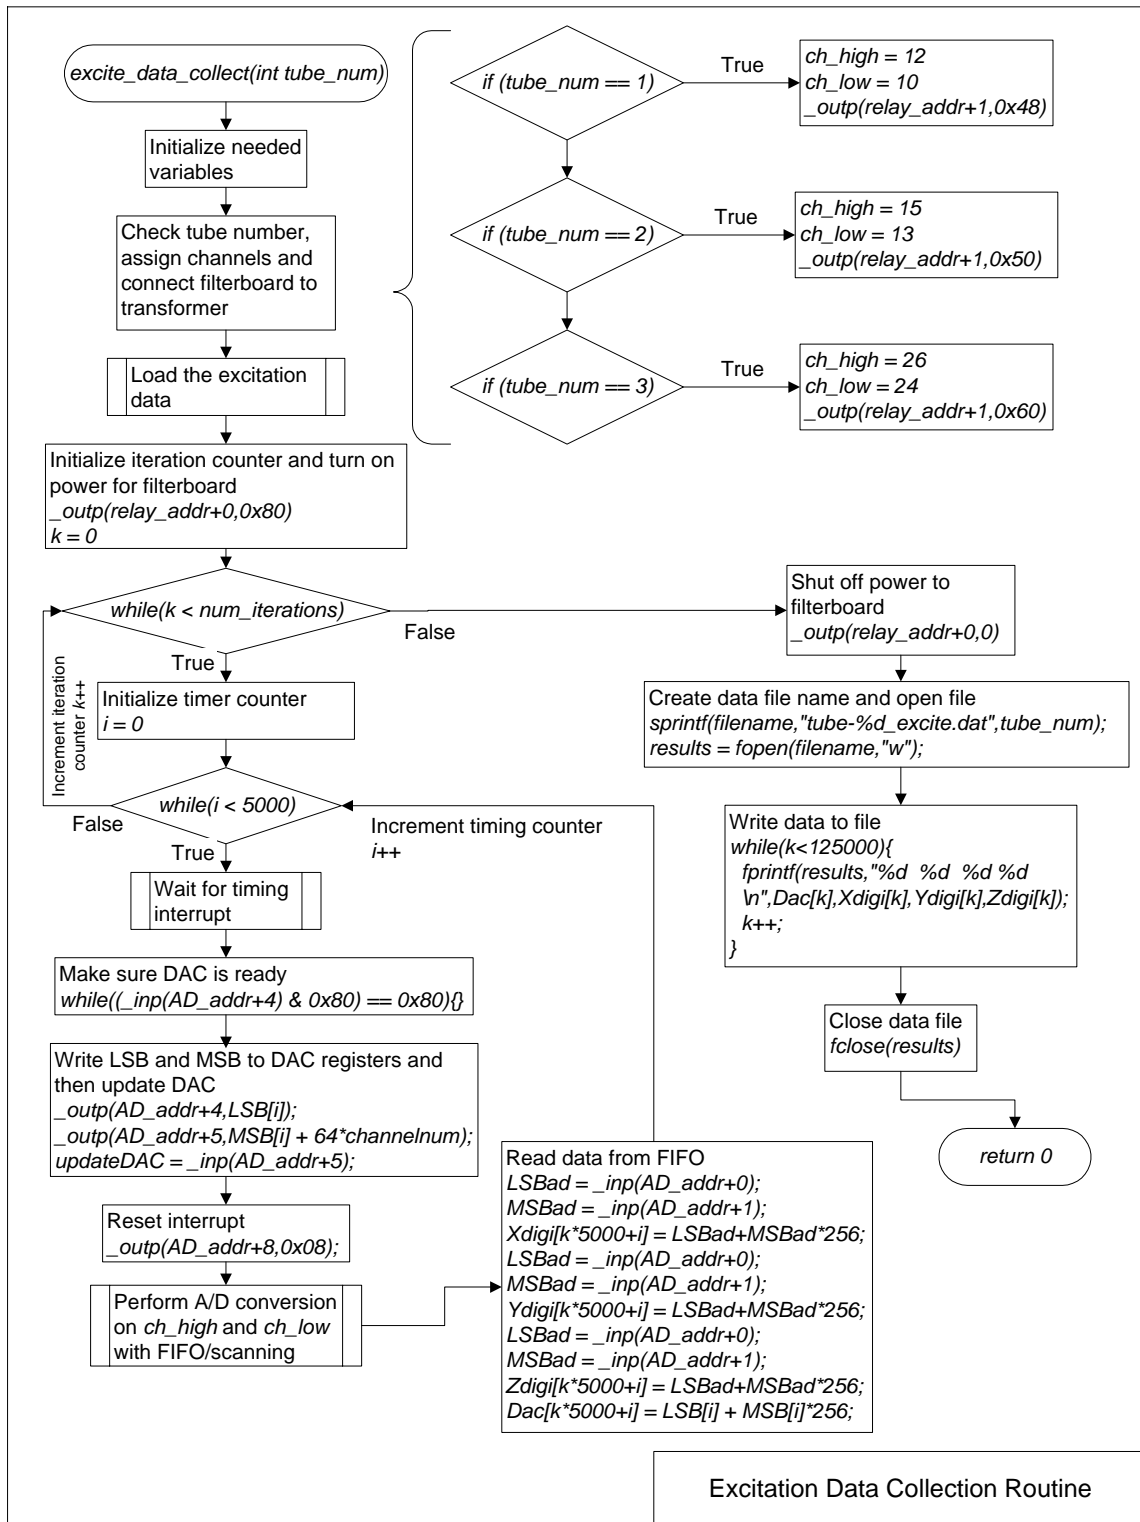 excite_data_collect(int tube_num)
Initialize needed
variables
Check tube number,
assign channels and
connect filterboard to
transformer
Load the excitation
data
Initialize iteration counter and turn on
power for filterboard
_outp(relay_addr+0,0x80)
k = 0
if (tube_num == 1)
True
ch_high = 12
ch_low = 10
_outp(relay_addr+1,0x48)
if (tube_num == 2)
True
ch_high = 15
ch_low = 13
_outp(relay_addr+1,0x50)
if (tube_num == 3)
True
ch_high = 26
ch_low = 24
_outp(relay_addr+1,0x60)
while(k < num_iterations)
False
True
Increment iteration
counter k++
Initialize timer counter
i = 0
while(i < 5000)
False
True
Increment timing counter
i++
Wait for timing
interrupt
Make sure DAC is ready
while((_inp(AD_addr+4) & 0x80) == 0x80){}
Write LSB and MSB to DAC registers and
then update DAC
_outp(AD_addr+4,LSB[i]);
_outp(AD_addr+5,MSB[i] + 64*channelnum);
updateDAC = _inp(AD_addr+5);
Reset interrupt
_outp(AD_addr+8,0x08);
Perform A/D conversion
on ch_high and ch_low
with FIFO/scanning
Read data from FIFO
LSBad = _inp(AD_addr+0);
MSBad = _inp(AD_addr+1);
Xdigi[k*5000+i] = LSBad+MSBad*256;
LSBad = _inp(AD_addr+0);
MSBad = _inp(AD_addr+1);
Ydigi[k*5000+i] = LSBad+MSBad*256;
LSBad = _inp(AD_addr+0);
MSBad = _inp(AD_addr+1);
Zdigi[k*5000+i] = LSBad+MSBad*256;
Dac[k*5000+i] = LSB[i] + MSB[i]*256;
Shut off power to
filterboard
_outp(relay_addr+0,0)
Create data file name and open file
sprintf(filename,"tube-%d_excite.dat",tube_num);
results = fopen(filename,"w");
Write data to file
while(k<125000){
fprintf(results,"%d  %d  %d %d
\n",Dac[k],Xdigi[k],Ydigi[k],Zdigi[k]);
k++;
}
Close data file
fclose(results)
return 0
Excitation Data Collection Routine